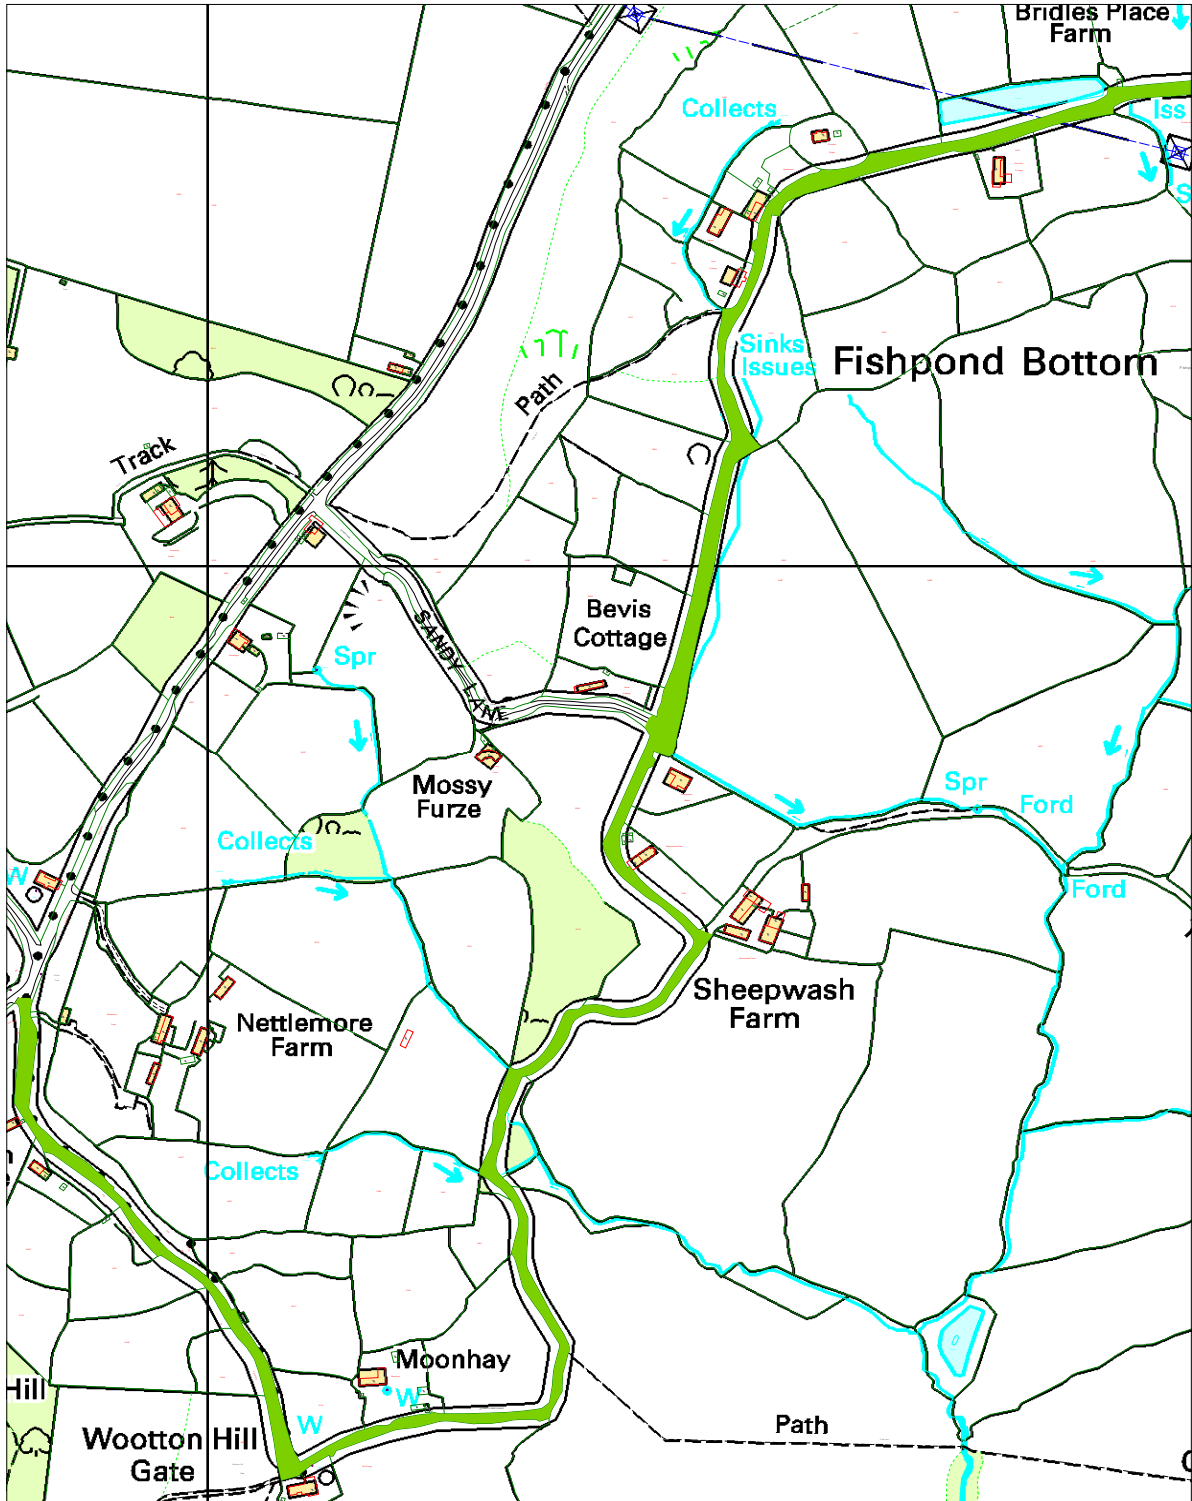 Bridles Place
Farm
Collects
Iss
S
Sinks
Issues
Fishpond Bottom
Path
Track
Bevis
Cottage
SANDY LANE
Spr
Mossy
Furze
Spr
Ford
Collects
W
Ford
Sheepwash
Farm
Nettlemore
Farm
Collects
Moonhay
Hill
W
W
Path
Wootton Hill
Gate